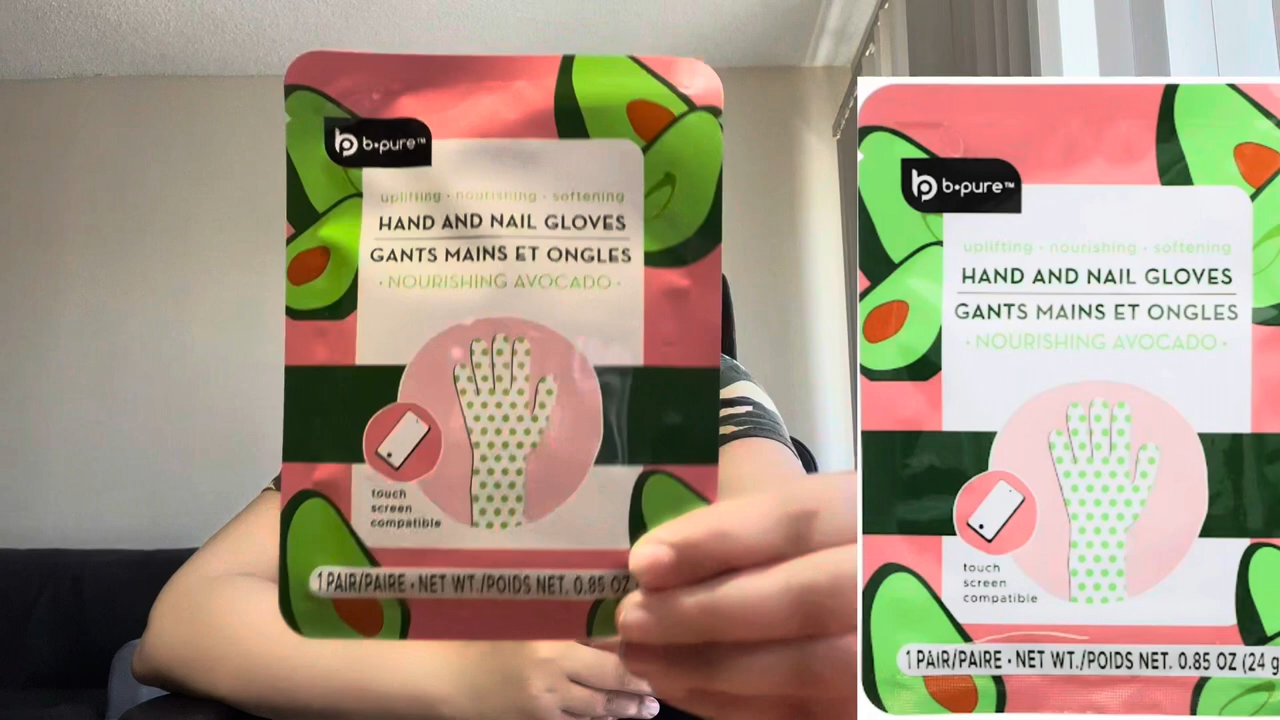 b•pure™
uplifting • nourishing • softening
HAND AND NAIL GLOVES
GANTS MAINS ET ONGLES
• NOURISHING AVOCADO •
touch
screen
compatible
1 PAIR/PAIRE • NET WT./POIDS NET. 0.85 OZ
b•pure™
uplifting • nourishing • softening
HAND AND NAIL GLOVES
GANTS MAINS ET ONGLES
• NOURISHING AVOCADO •
touch
screen
compatible
1 PAIR/PAIRE • NET WT./POIDS NET. 0.85 OZ (24 g